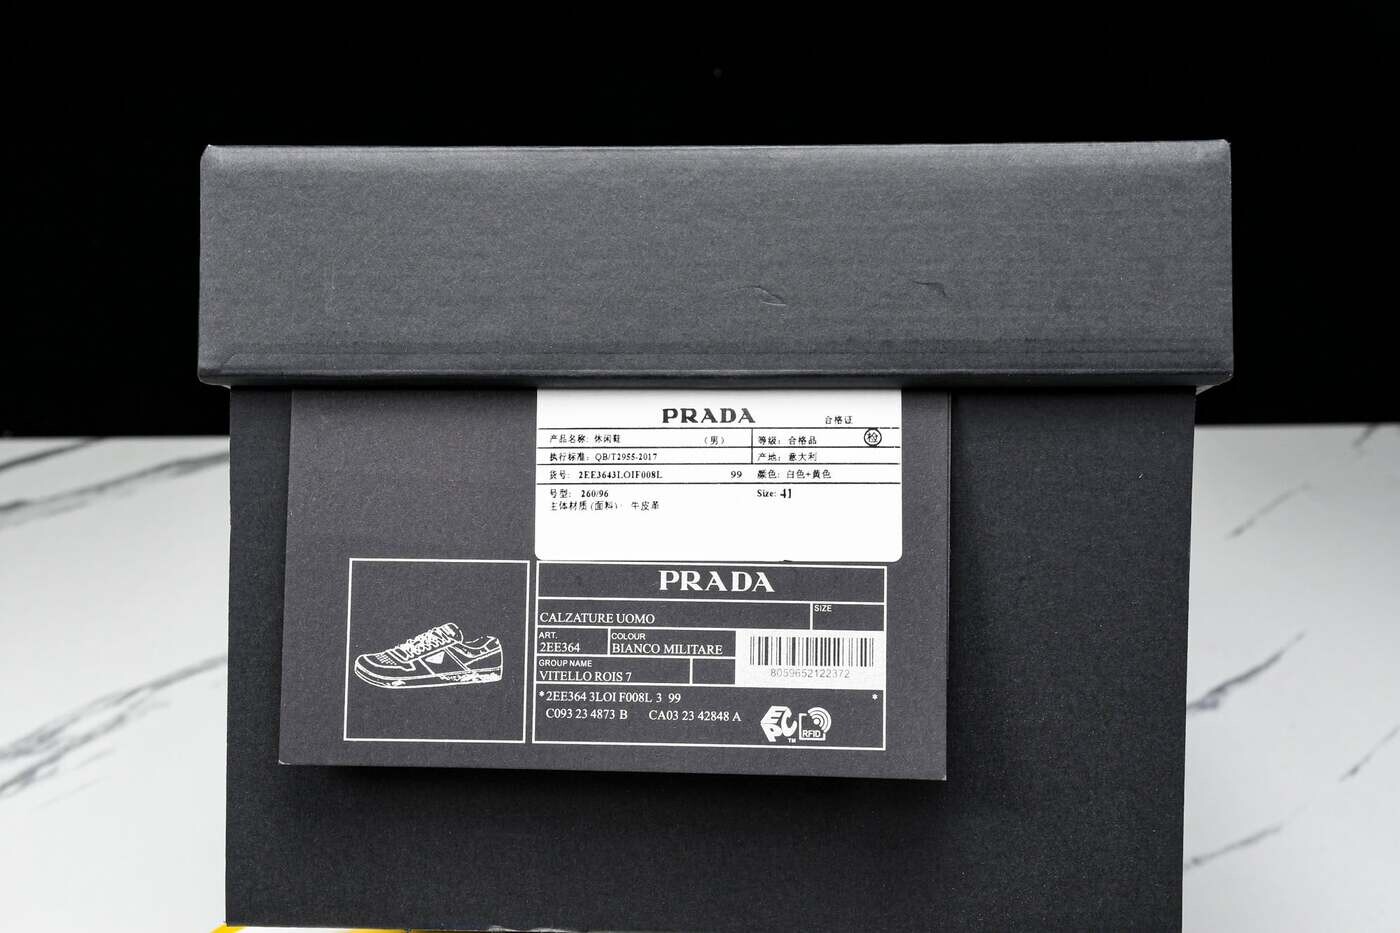 PRADA 合格证
产品名称: 休闲鞋 (男) 等级: 合格品 检
执行标准: QB/T2955-2017 产地: 意大利
货号: 2EE3643LOIF008L 99 颜色: 白色+黄色
号型: 260/96 Size: 41
主体材质(面料): 牛皮革
PRADA
CALZATURE UOMO SIZE
ART. COLOUR
2EE364 BIANCO MILITARE
GROUP NAME
VITELLO ROIS 7
8059652122372
*2EE364 3LOI F008L 3 99 *
C093 23 4873 B CA03 23 42848 A
EPC TM RFID